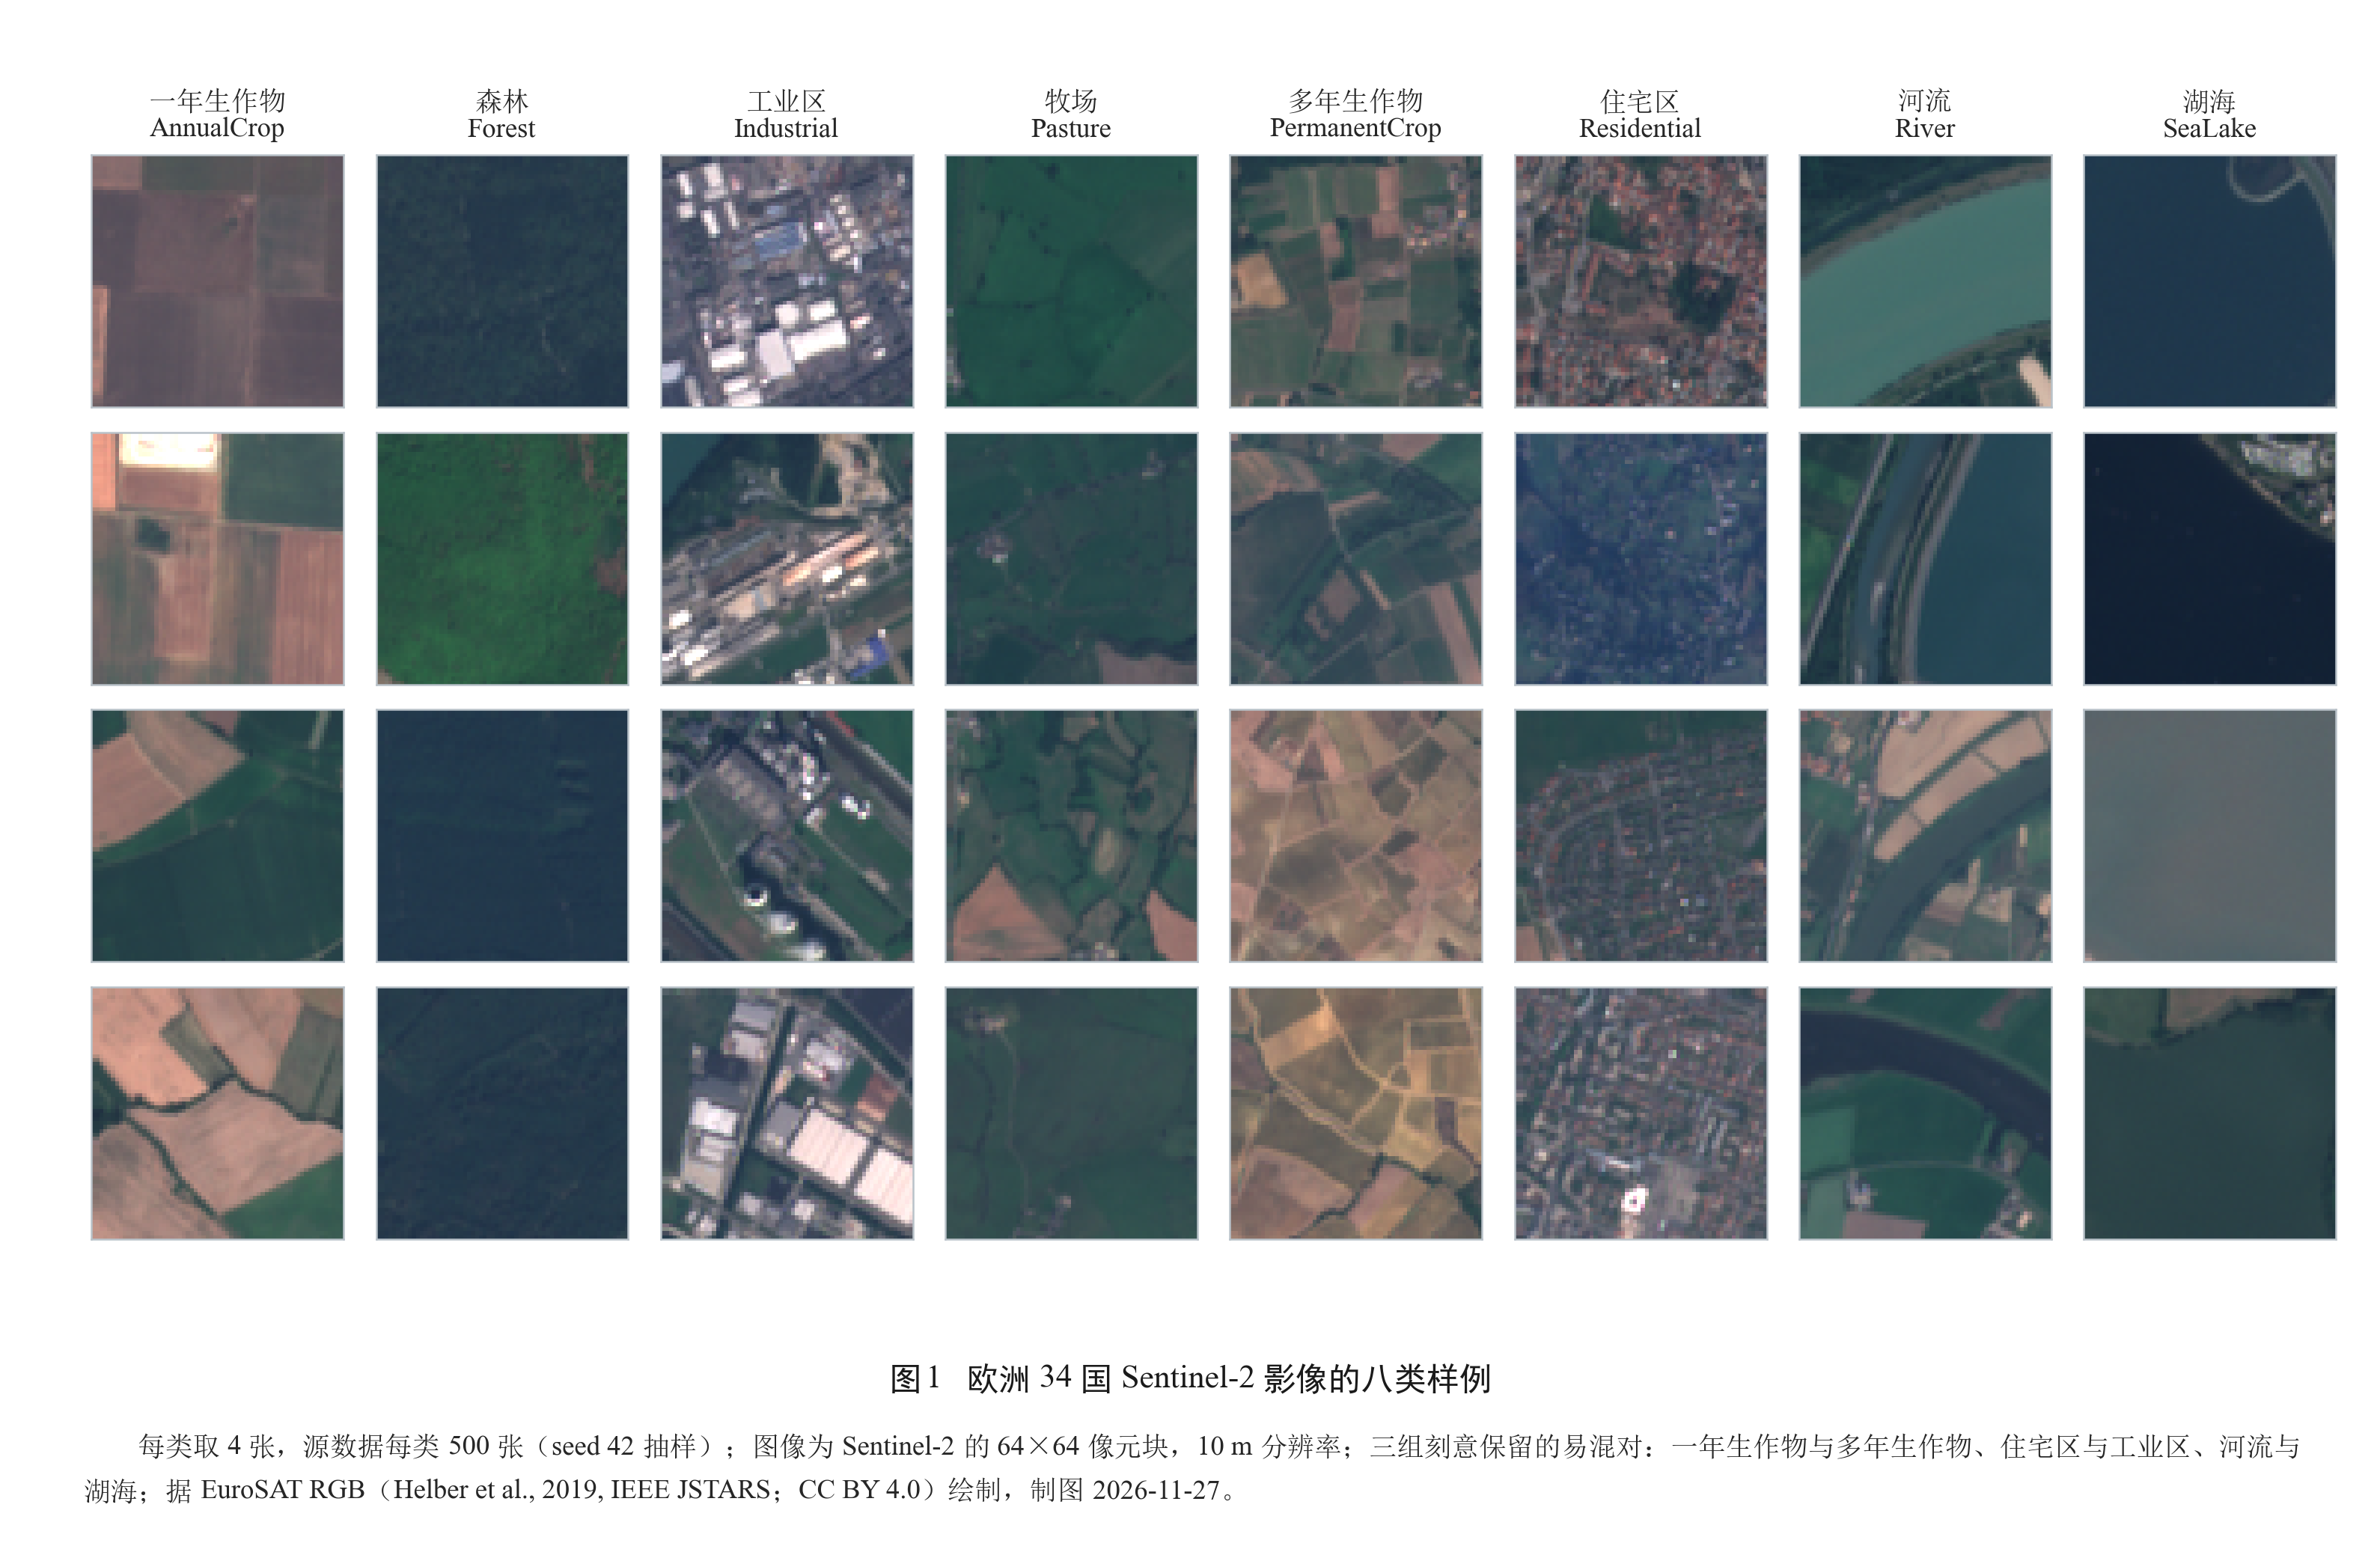 一年生作物 森林 工业区 牧场 多年生作物 住宅区 河流 湖海
AnnualCrop Forest Industrial Pasture PermanentCrop Residential River SeaLake
图1 欧洲 34 国 Sentinel-2 影像的八类样例
每类取 4 张，源数据每类 500 张（seed 42 抽样）；图像为 Sentinel-2 的 64×64 像元块，10 m 分辨率；三组刻意保留的易混对：一年生作物与多年生作物、住宅区与工业区、河流与
湖海；据 EuroSAT RGB（Helber et al., 2019, IEEE JSTARS；CC BY 4.0）绘制，制图 2026-11-27。